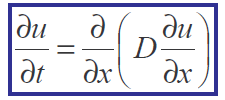 ∂u/∂t = ∂/∂x ( D ∂u/∂x )